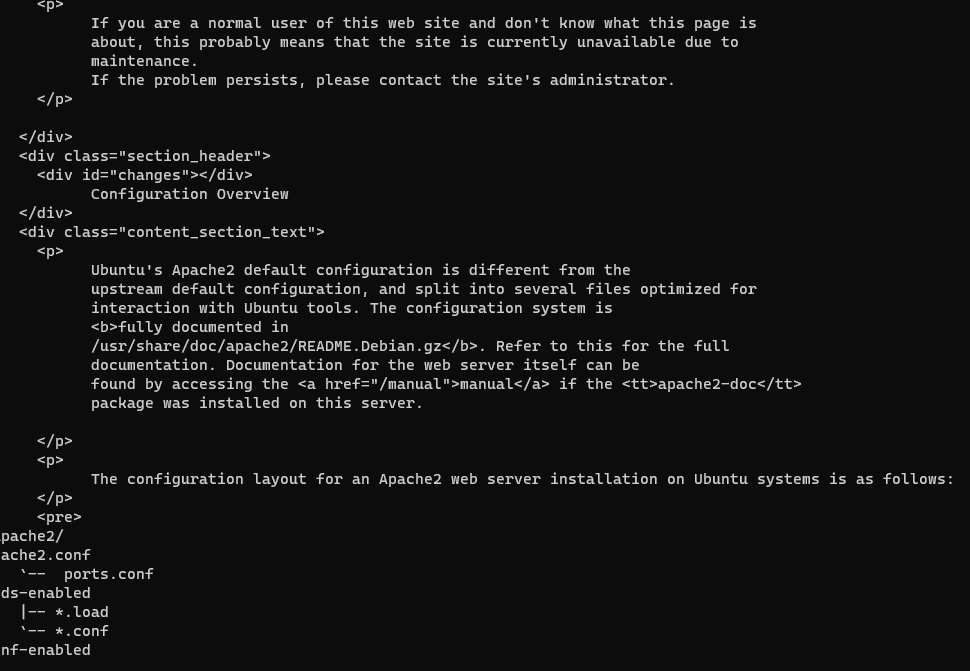 <p>
If you are a normal user of this web site and don't know what this page is
about, this probably means that the site is currently unavailable due to
maintenance.
If the problem persists, please contact the site's administrator.
</p>
</div>
<div class="section_header">
<div id="changes"></div>
Configuration Overview
</div>
<div class="content_section_text">
<p>
Ubuntu's Apache2 default configuration is different from the
upstream default configuration, and split into several files optimized for
interaction with Ubuntu tools. The configuration system is
<b>fully documented in
/usr/share/doc/apache2/README.Debian.gz</b>. Refer to this for the full
documentation. Documentation for the web server itself can be
found by accessing the <a href="/manual">manual</a> if the <tt>apache2-doc</tt>
package was installed on this server.
</p>
<p>
The configuration layout for an Apache2 web server installation on Ubuntu systems is as follows:
</p>
<pre>
pache2/
ache2.conf
`--  ports.conf
ds-enabled
|-- *.load
`-- *.conf
nf-enabled